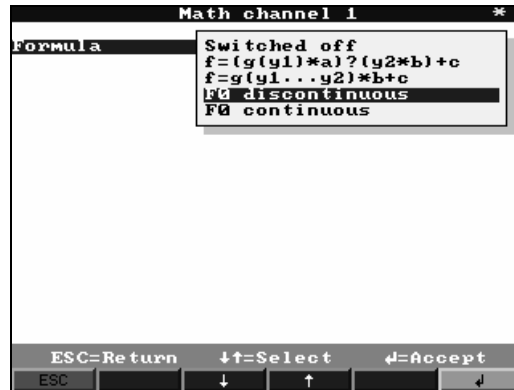 Math channel 1 *
Formula
Switched off
f=(g(y1)*a)?(y2*b)+c
f=g(y1...y2)*b+c
F0 discontinuous
F0 continuous
ESC=Return ↓↑=Select ↲=Accept
ESC ↓ ↑ ↲